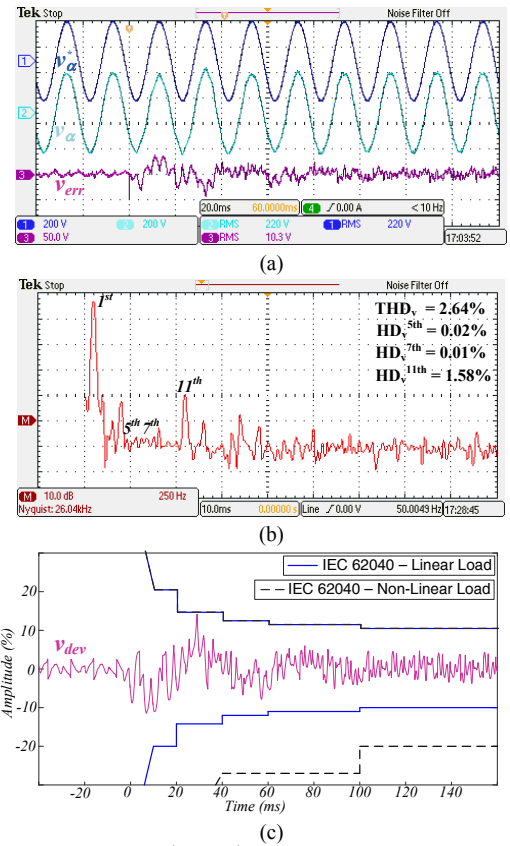 Tek Stop Noise Filter Off
1
vα*
2
vα
3
verr
20.0ms 60.0000ms 4 ∫ 0.00 A < 10 Hz
1 200 V 2 200 V 2 RMS 220 V 1 RMS 220 V
3 50.0 V 3 RMS 10.3 V 17:03:52
(a)
Tek Stop Noise Filter Off
1st
THDv = 2.64%
HDv5th = 0.02%
HDv7th = 0.01%
HDv11th = 1.58%
11th
5th 7th
M
M 10.0 dB 250 Hz
Nyquist: 26.04kHz 10.0ms 0.00000 s Line ∫ 0.00 V 50.0049 Hz 17:28:45
(b)
IEC 62040 – Linear Load
IEC 62040 – Non-Linear Load
20
10
0
-10
-20
Amplitude (%)
vdev
-20 0 20 40 60 80 100 120 140
Time (ms)
(c)